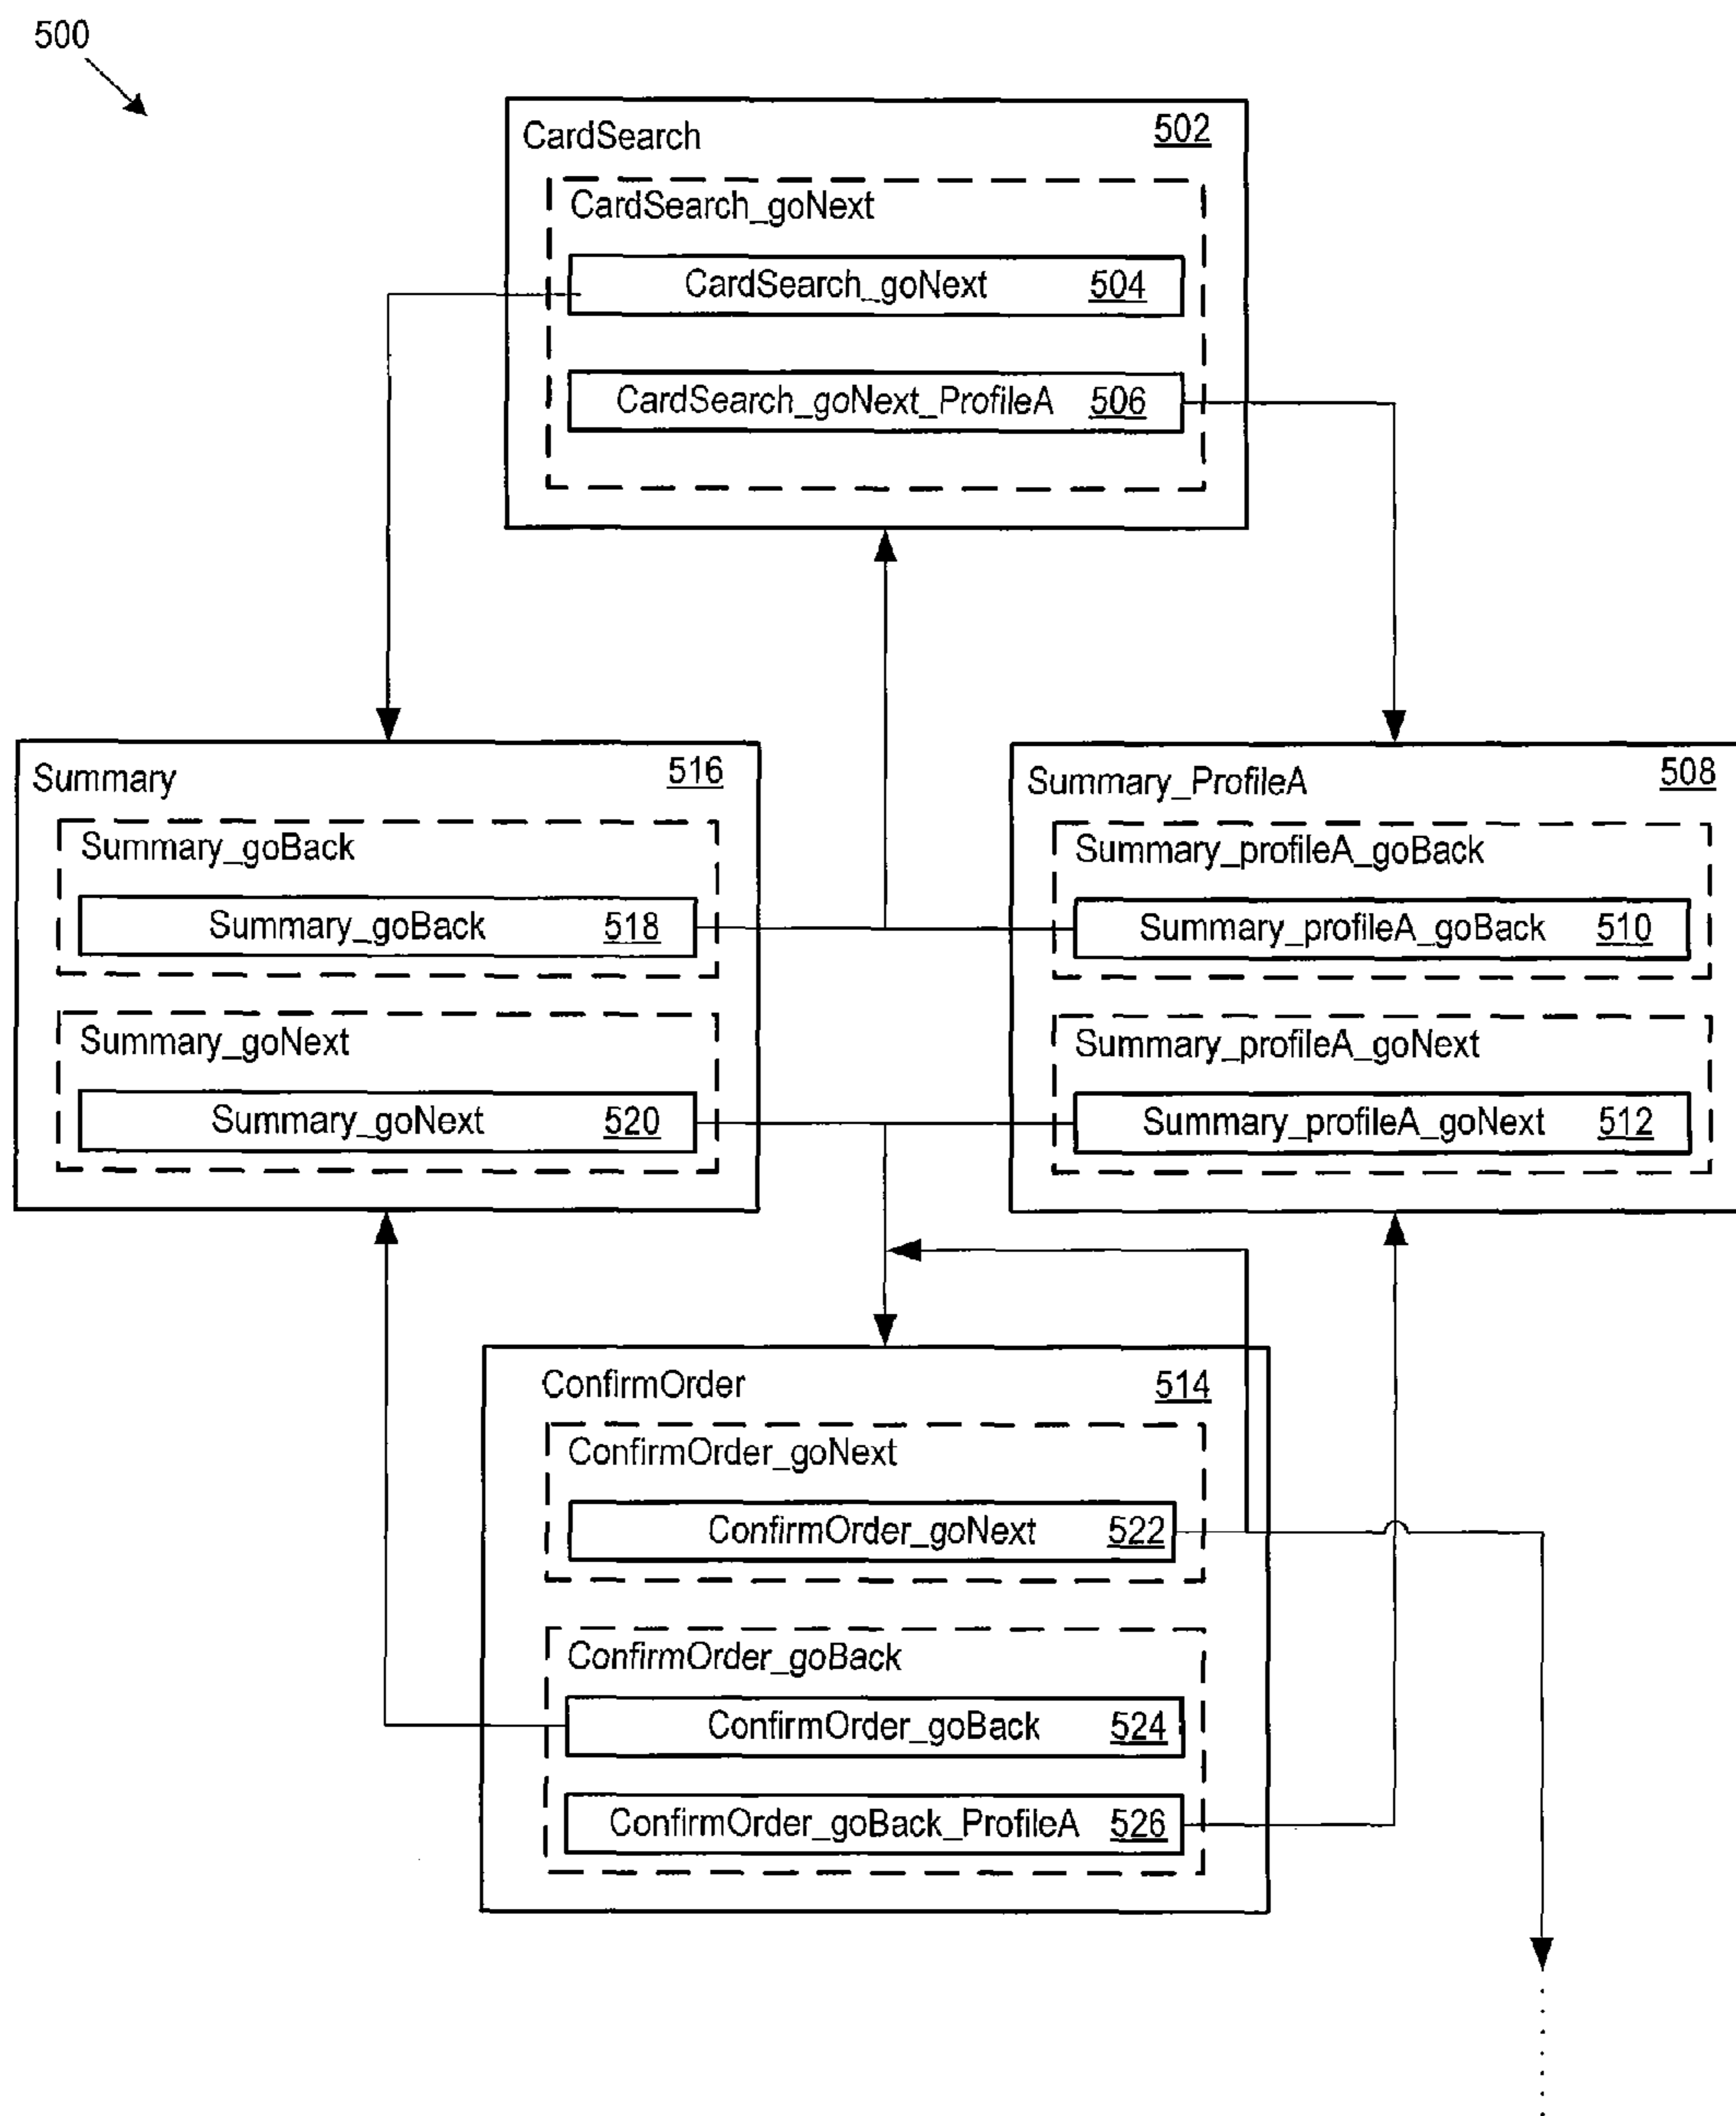 500
CardSearch 502
CardSearch_goNext
CardSearch_goNext 504
CardSearch_goNext_ProfileA 506
Summary 516
Summary_goBack
Summary_goBack 518
Summary_goNext
Summary_goNext 520
Summary_ProfileA 508
Summary_profileA_goBack
Summary_profileA_goBack 510
Summary_profileA_goNext
Summary_profileA_goNext 512
ConfirmOrder 514
ConfirmOrder_goNext
ConfirmOrder_goNext 522
ConfirmOrder_goBack
ConfirmOrder_goBack 524
ConfirmOrder_goBack_ProfileA 526